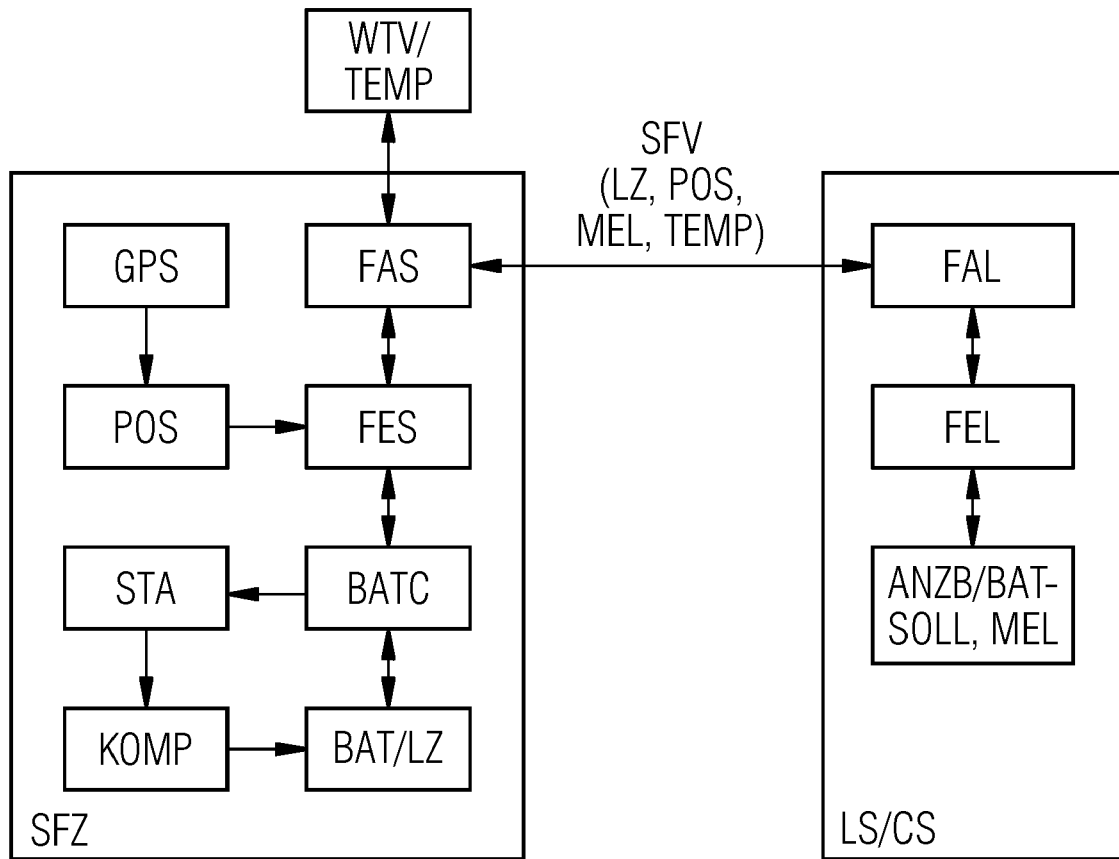 WTV/
TEMP
SFV
(LZ, POS,
MEL, TEMP)
GPS
FAS
FAL
POS
FES
FEL
STA
BATC
ANZB/BAT-
SOLL, MEL
KOMP
BAT/LZ
SFZ
LS/CS